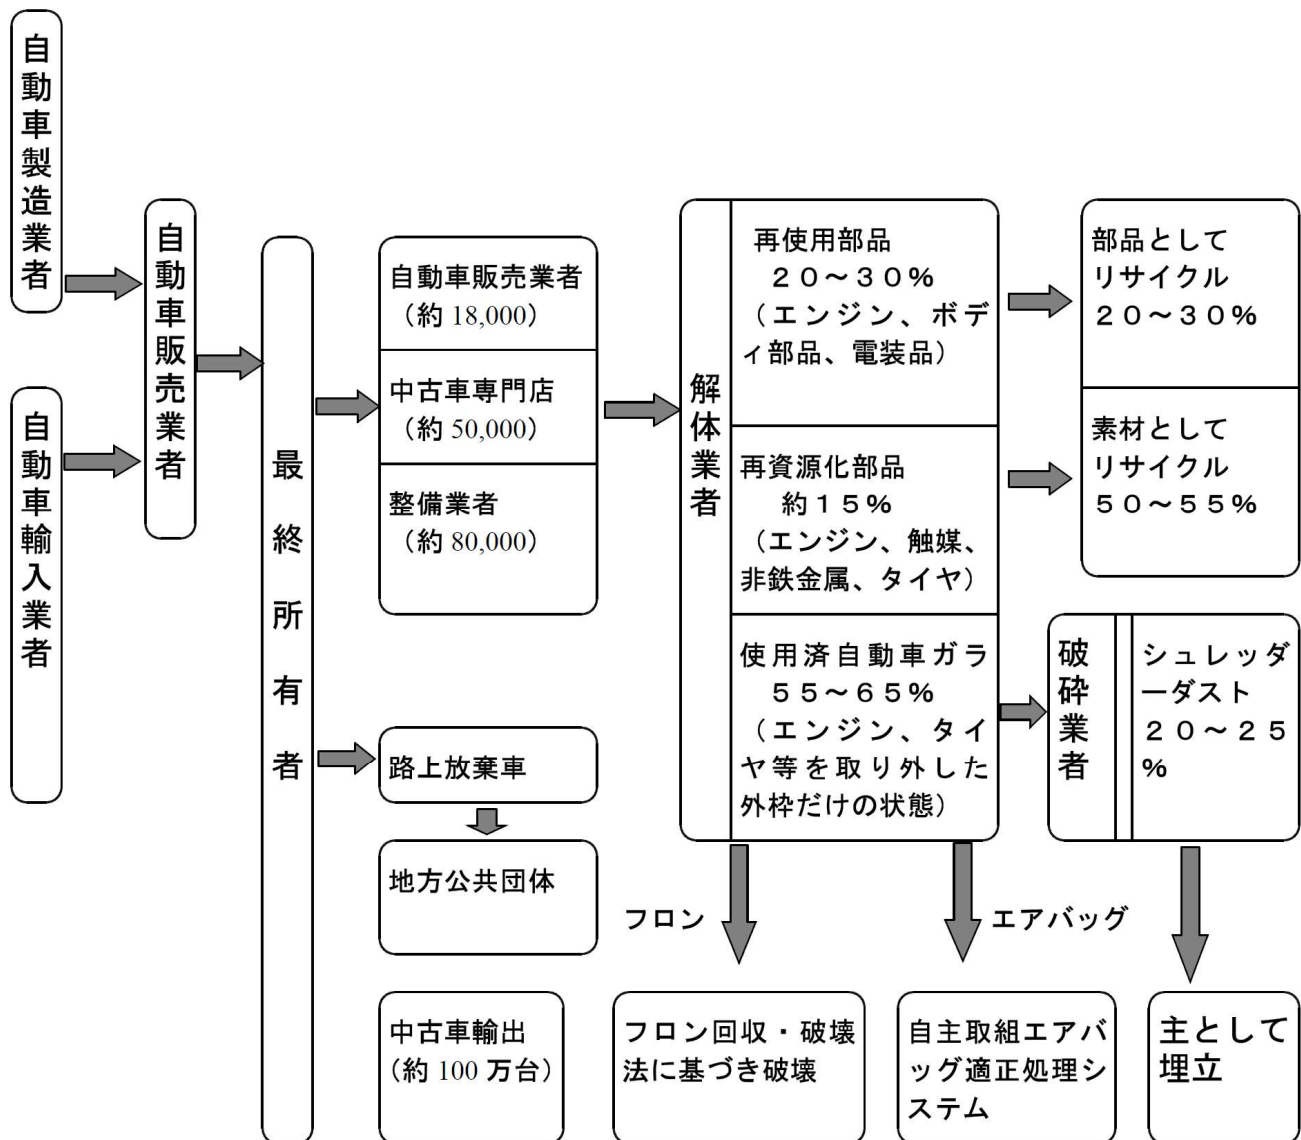 自動車製造業者
自動車輸入業者
自動車販売業者
最終所有者
自動車販売業者
（約 18,000）
中古車専門店
（約 50,000）
整備業者
（約 80,000）
路上放棄車
地方公共団体
中古車輸出
（約 100 万台）
解体業者
再使用部品
２０～３０％
（エンジン、ボデ
ィ部品、電装品）
再資源化部品
約１５％
（エンジン、触媒、
非鉄金属、タイヤ）
使用済自動車ガラ
５５～６５％
（エンジン、タイ
ヤ等を取り外した
外枠だけの状態）
部品として
リサイクル
２０～３０％
素材として
リサイクル
５０～５５％
破砕業者
シュレッダ
ーダスト
２０～２５
％
フロン
エアバッグ
フロン回収・破壊
法に基づき破壊
自主取組エアバ
ッグ適正処理シ
ステム
主として
埋立